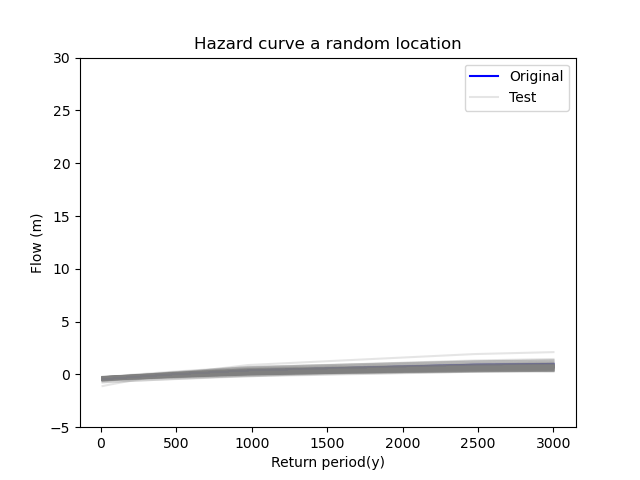 Hazard curve a random location
Original
Test
30
25
20
15
10
5
0
−5
Flow (m)
0 500 1000 1500 2000 2500 3000
Return period(y)